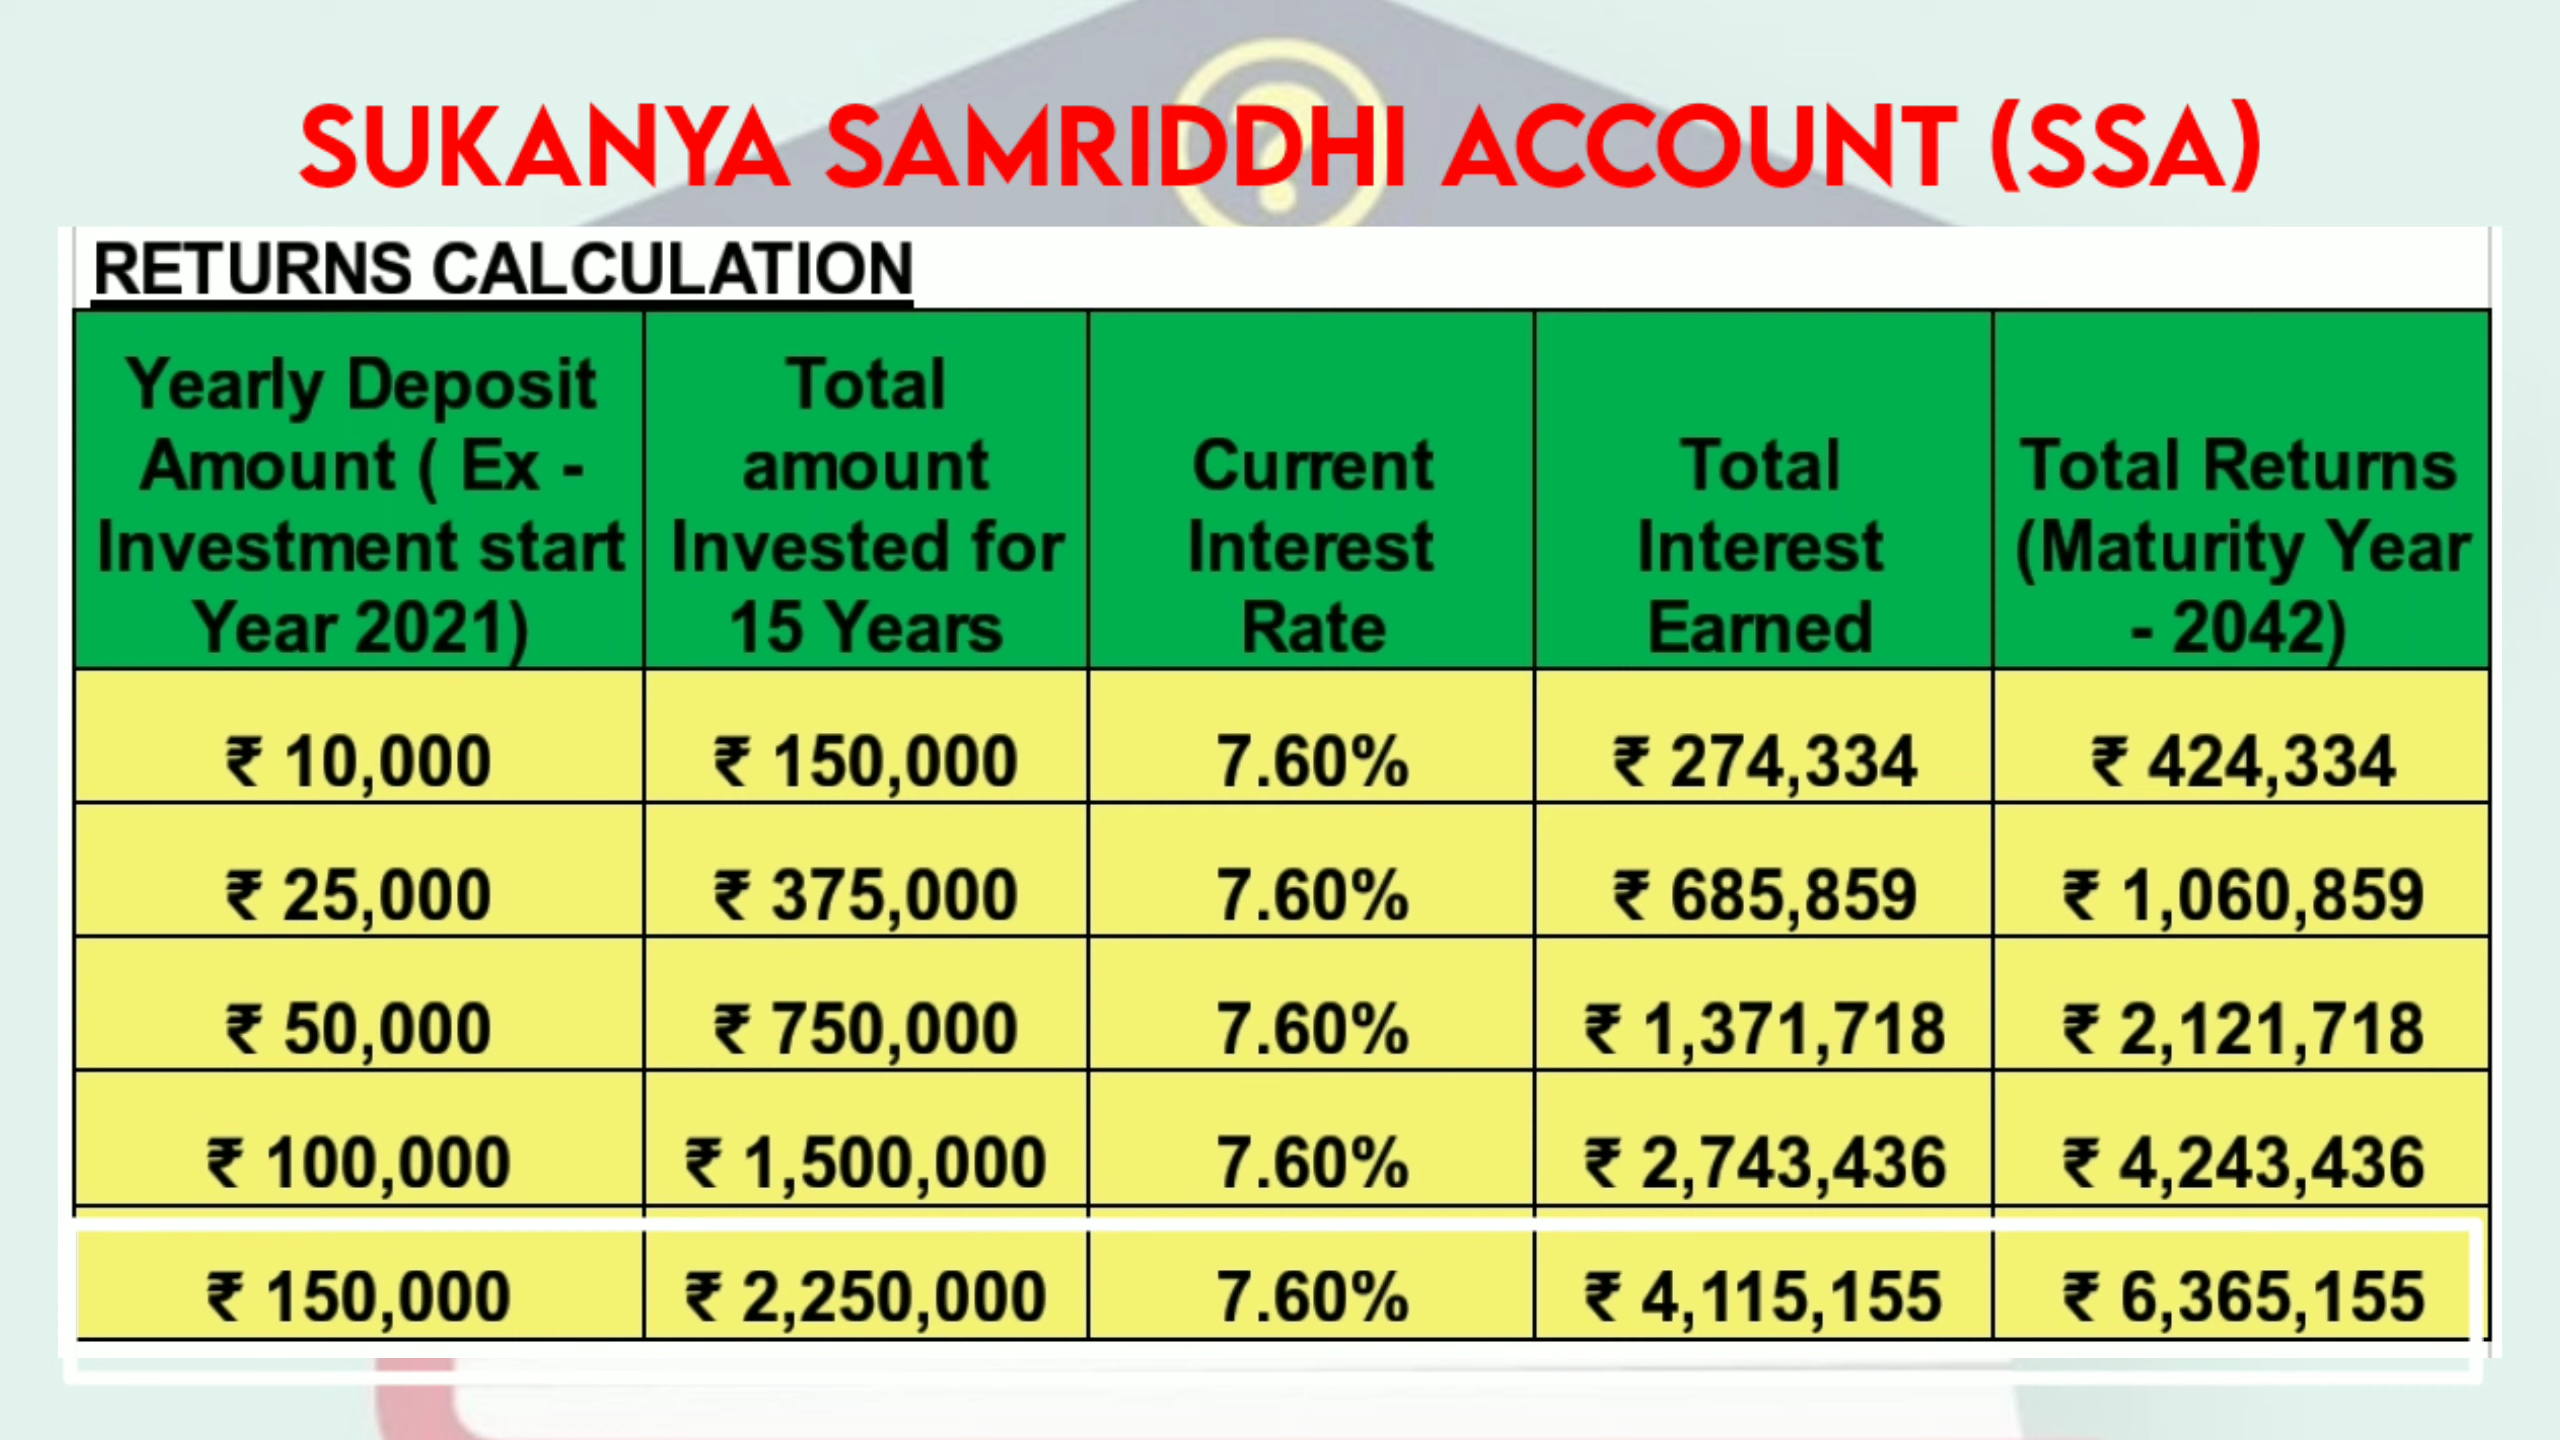 SUKANYA SAMRIDDHI ACCOUNT (SSA)
RETURNS CALCULATION
Yearly Deposit Amount ( Ex - Investment start Year 2021) Total amount Invested for 15 Years Current Interest Rate Total Interest Earned Total Returns (Maturity Year - 2042)
₹ 10,000 ₹ 150,000 7.60% ₹ 274,334 ₹ 424,334
₹ 25,000 ₹ 375,000 7.60% ₹ 685,859 ₹ 1,060,859
₹ 50,000 ₹ 750,000 7.60% ₹ 1,371,718 ₹ 2,121,718
₹ 100,000 ₹ 1,500,000 7.60% ₹ 2,743,436 ₹ 4,243,436
₹ 150,000 ₹ 2,250,000 7.60% ₹ 4,115,155 ₹ 6,365,155